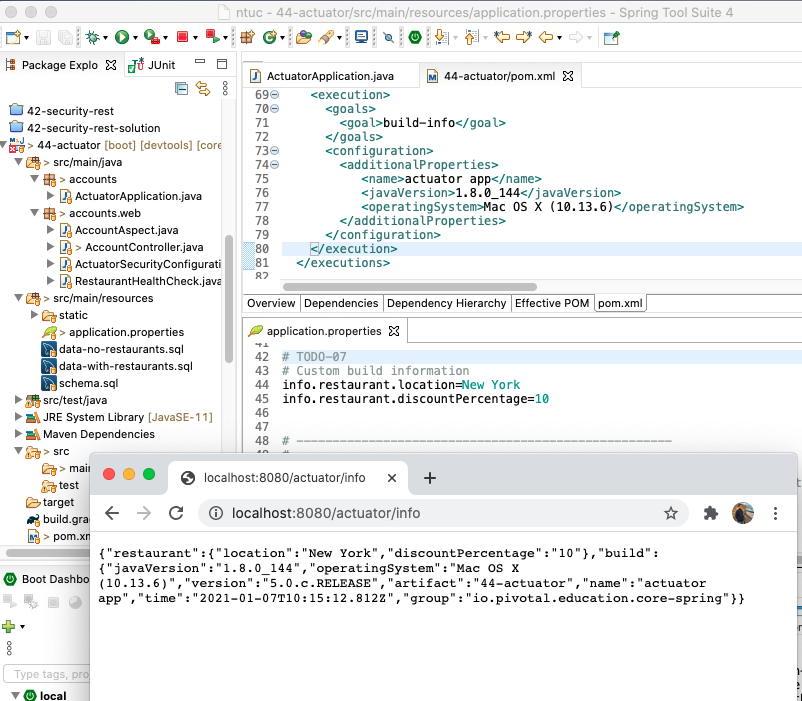 ntuc - 44-actuator/src/main/resources/application.properties - Spring Tool Suite 4
Package Explo
JUnit
42-security-rest
42-security-rest-solution
> 44-actuator [boot] [devtools] [core
> src/main/java
> accounts
ActuatorApplication.java
> accounts.web
AccountAspect.java
> AccountController.java
ActuatorSecurityConfigurati
RestaurantHealthCheck.java
> src/main/resources
static
> application.properties
data-no-restaurants.sql
data-with-restaurants.sql
schema.sql
src/test/java
JRE System Library [JavaSE-11]
Maven Dependencies
> src
> main
test
target
build.gra
> pom.xm
Boot Dashbo
Type tags, pro
local
ActuatorApplication.java
44-actuator/pom.xml
69 <execution>
70 <goals>
71 <goal>build-info</goal>
72 </goals>
73 <configuration>
74 <additionalProperties>
75 <name>actuator app</name>
76 <javaVersion>1.8.0_144</javaVersion>
77 <operatingSystem>Mac OS X (10.13.6)</operatingSystem>
78 </additionalProperties>
79 </configuration>
80 </execution>
81 </executions>
82
Overview Dependencies Dependency Hierarchy Effective POM pom.xml
application.properties
41
42 # TODO-07
43 # Custom build information
44 info.restaurant.location=New York
45 info.restaurant.discountPercentage=10
46
47
48 # ----------------------------------------------------
localhost:8080/actuator/info
localhost:8080/actuator/info
{"restaurant":{"location":"New York","discountPercentage":"10"},"build":
{"javaVersion":"1.8.0_144","operatingSystem":"Mac OS X
(10.13.6)","version":"5.0.c.RELEASE","artifact":"44-actuator","name":"actuator
app","time":"2021-01-07T10:15:12.812Z","group":"io.pivotal.education.core-spring"}}